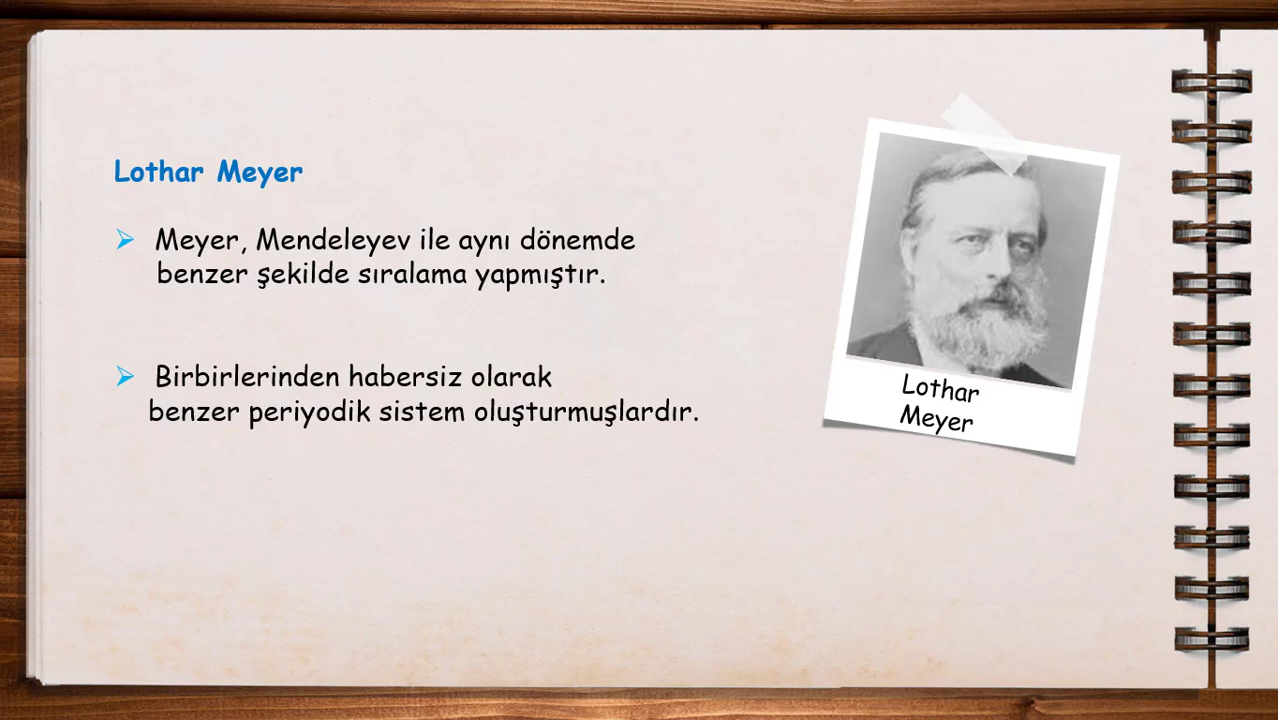 Lothar Meyer
Meyer, Mendeleyev ile aynı dönemde
benzer şekilde sıralama yapmıştır.
Birbirlerinden habersiz olarak
benzer periyodik sistem oluşturmuşlardır.
Lothar
Meyer